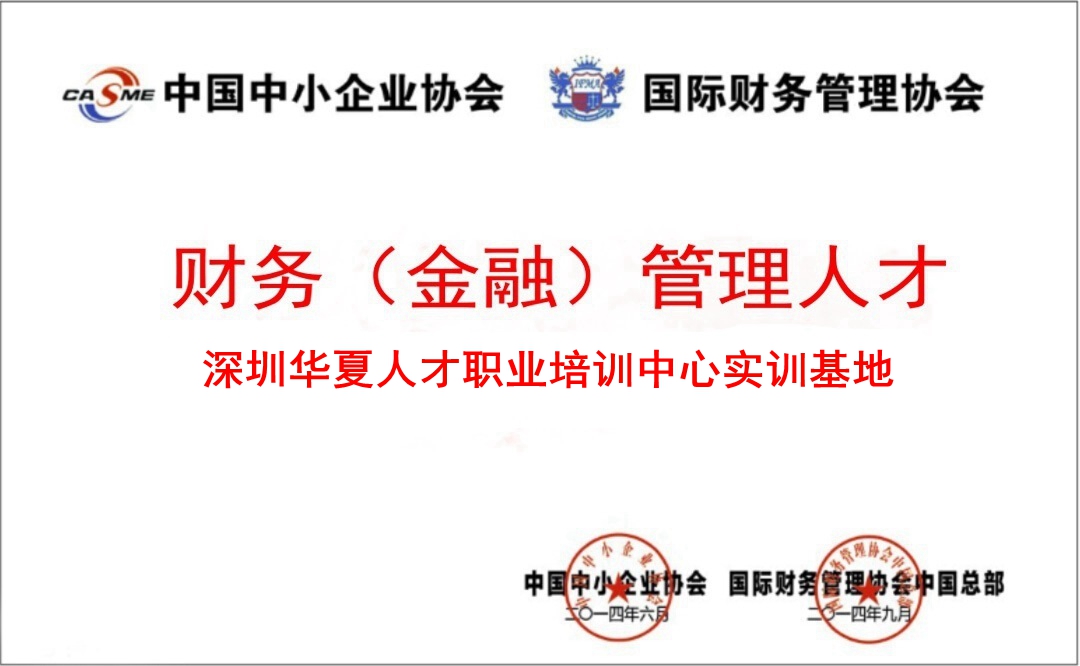 CASME 中国中小企业协会 IFMA 国际财务管理协会
财务（金融）管理人才
深圳华夏人才职业培训中心实训基地
中国中小企业协会 国际财务管理协会中国总部
二〇一四年六月 二〇一四年九月